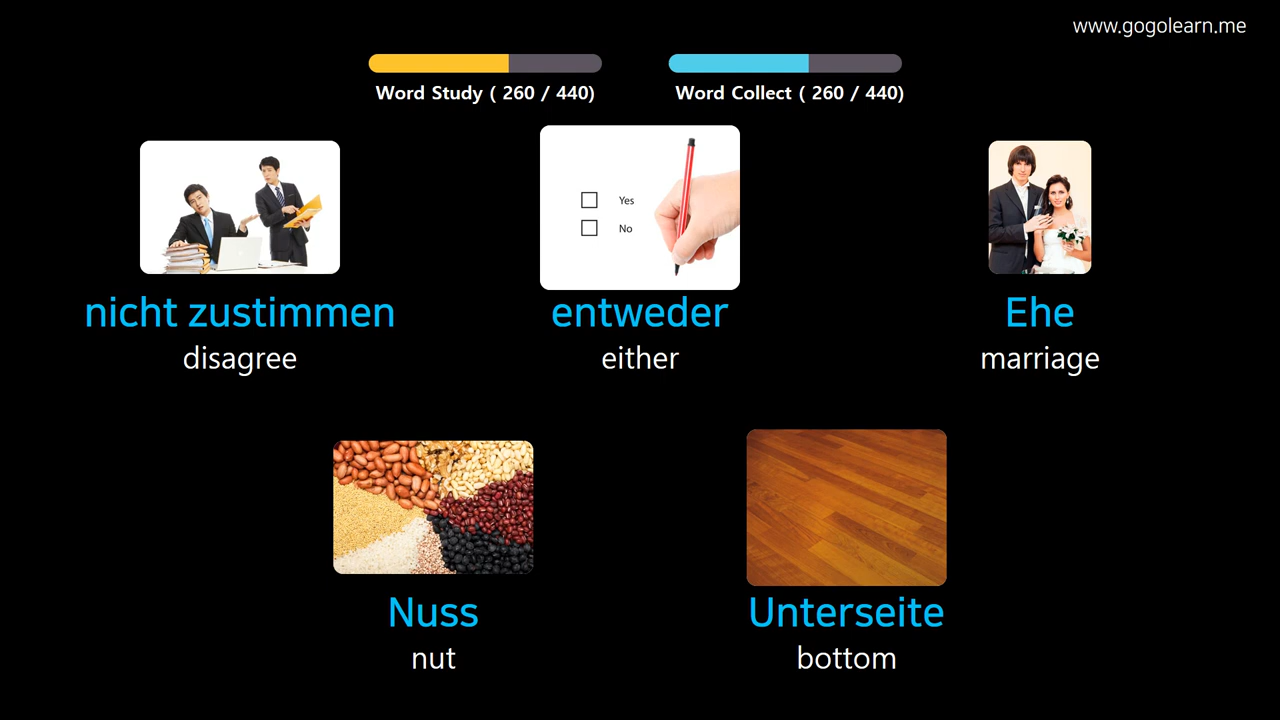 www.gogolearn.me
Word Study ( 260 / 440)
Word Collect ( 260 / 440)
Yes
No
nicht zustimmen
entweder
Ehe
disagree
either
marriage
Nuss
Unterseite
nut
bottom